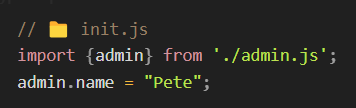 // 📁 init.js
import {admin} from './admin.js';
admin.name = "Pete";